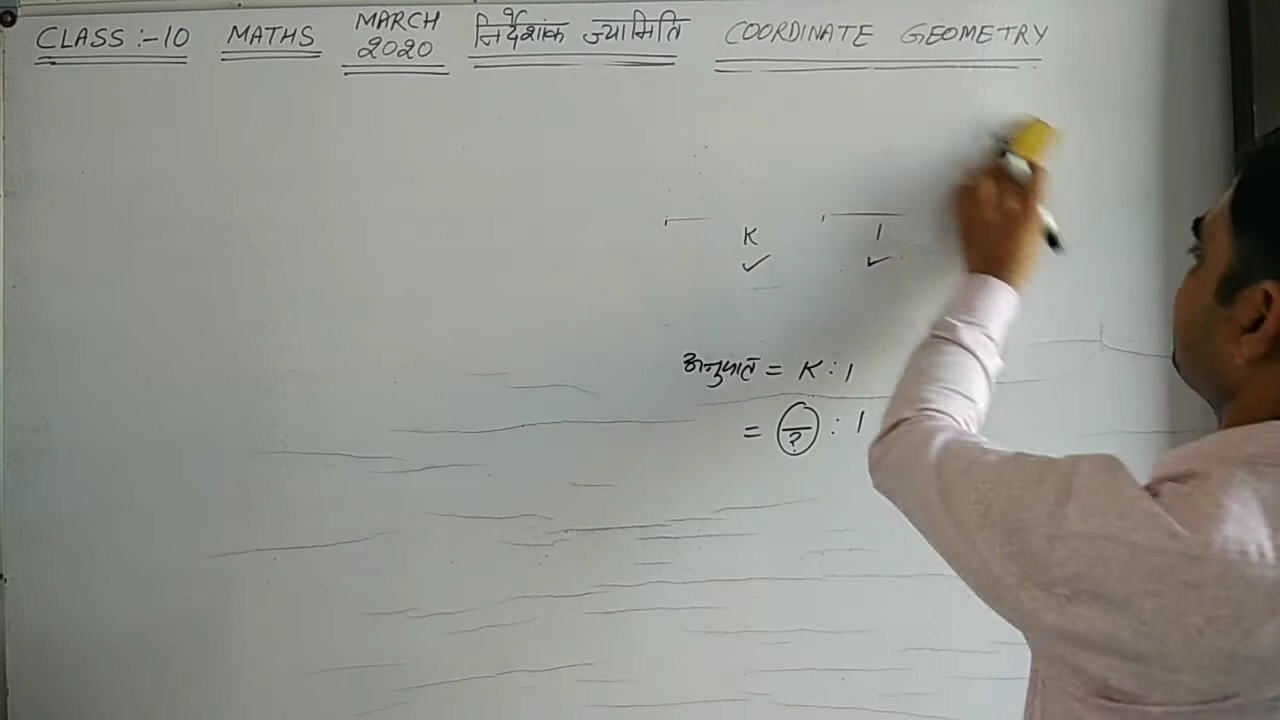 CLASS :- 10 MATHS MARCH 2020 निर्देशांक ज्यामिति COORDINATE GEOMETRY
K 1
✓ ✓
अनुपात = K : 1
= ? : 1